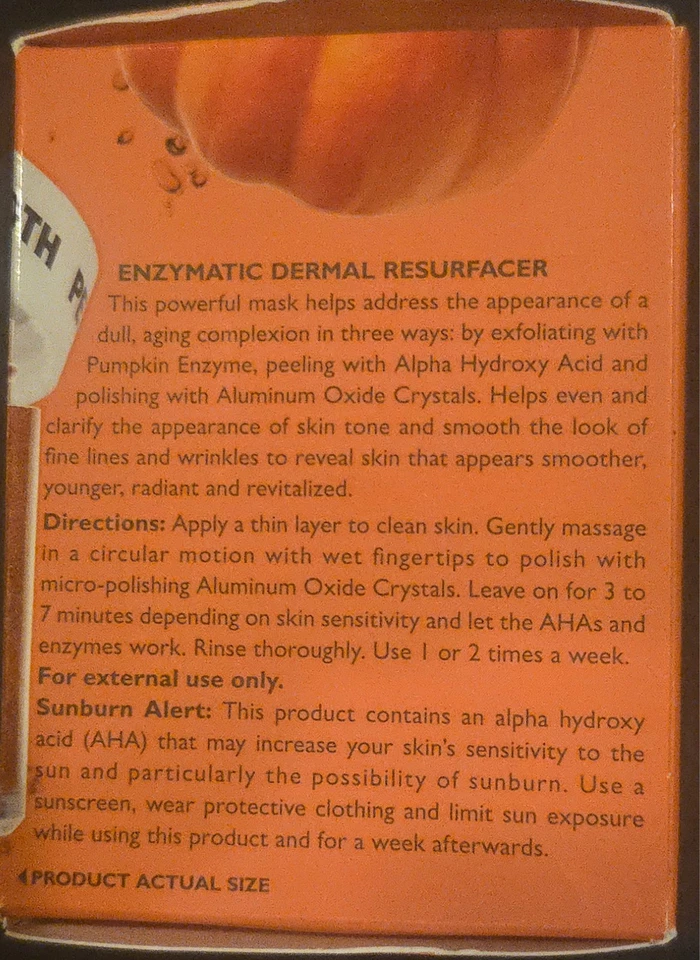 TH
ENZYMATIC DERMAL RESURFACER
This powerful mask helps address the appearance of a
dull, aging complexion in three ways: by exfoliating with
Pumpkin Enzyme, peeling with Alpha Hydroxy Acid and
polishing with Aluminum Oxide Crystals. Helps even and
clarify the appearance of skin tone and smooth the look of
fine lines and wrinkles to reveal skin that appears smoother,
younger, radiant and revitalized.
Directions: Apply a thin layer to clean skin. Gently massage
in a circular motion with wet fingertips to polish with
micro-polishing Aluminum Oxide Crystals. Leave on for 3 to
7 minutes depending on skin sensitivity and let the AHAs and
enzymes work. Rinse thoroughly. Use 1 or 2 times a week.
For external use only.
Sunburn Alert: This product contains an alpha hydroxy
acid (AHA) that may increase your skin's sensitivity to the
sun and particularly the possibility of sunburn. Use a
sunscreen, wear protective clothing and limit sun exposure
while using this product and for a week afterwards.
PRODUCT ACTUAL SIZE